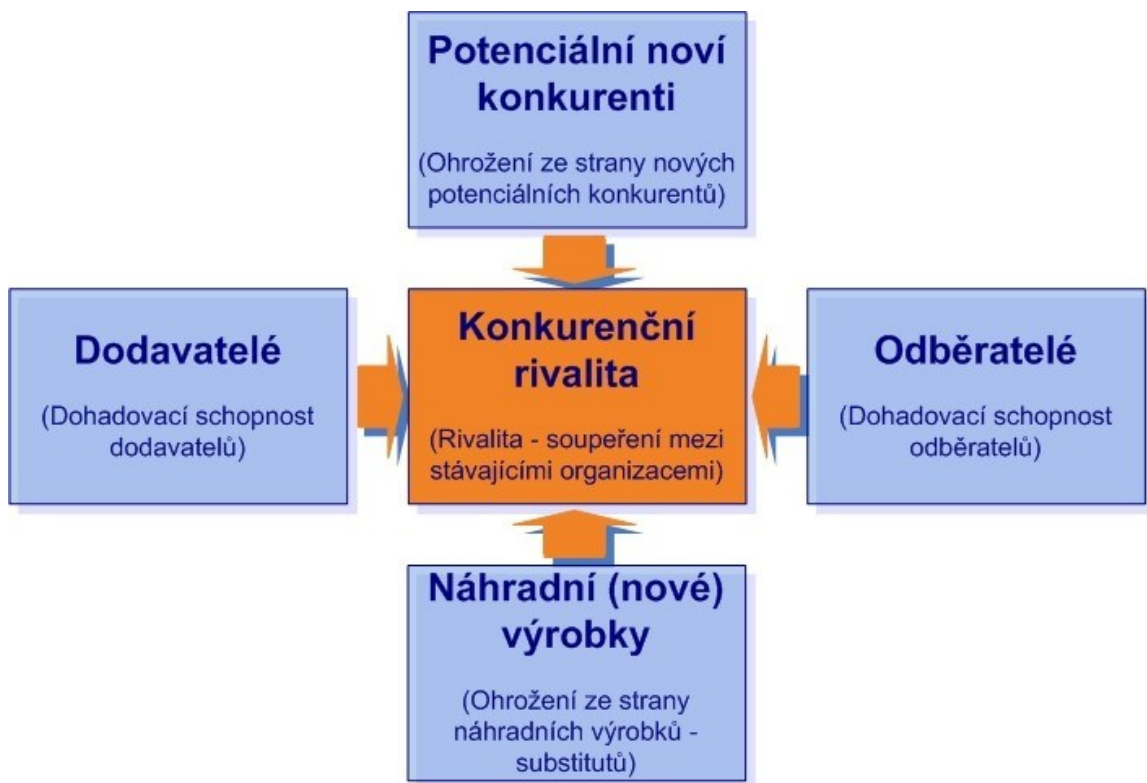 Potenciální noví
konkurenti
(Ohrožení ze strany nových
potenciálních konkurentů)
Dodavatelé
(Dohadovací schopnost
dodavatelů)
Konkurenční
rivalita
(Rivalita - soupeření mezi
stávajícími organizacemi)
Odběratelé
(Dohadovací schopnost
odběratelů)
Náhradní (nové)
výrobky
(Ohrožení ze strany
náhradních výrobků -
substitutů)